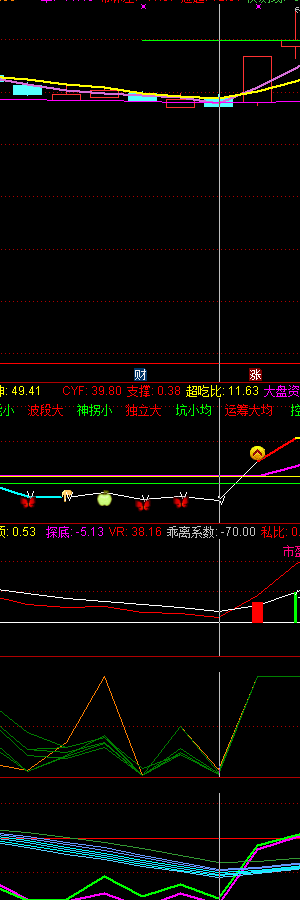 财 涨
: 49.41 CYF: 39.80 支撑: 0.38 超吃比: 11.63 大盘资
小 波段大 神拐小 独立大 坑小均 运筹大均 控
: 0.53 探底: -5.13 VR: 38.16 乖离系数: -70.00 私比: 0.
市盈